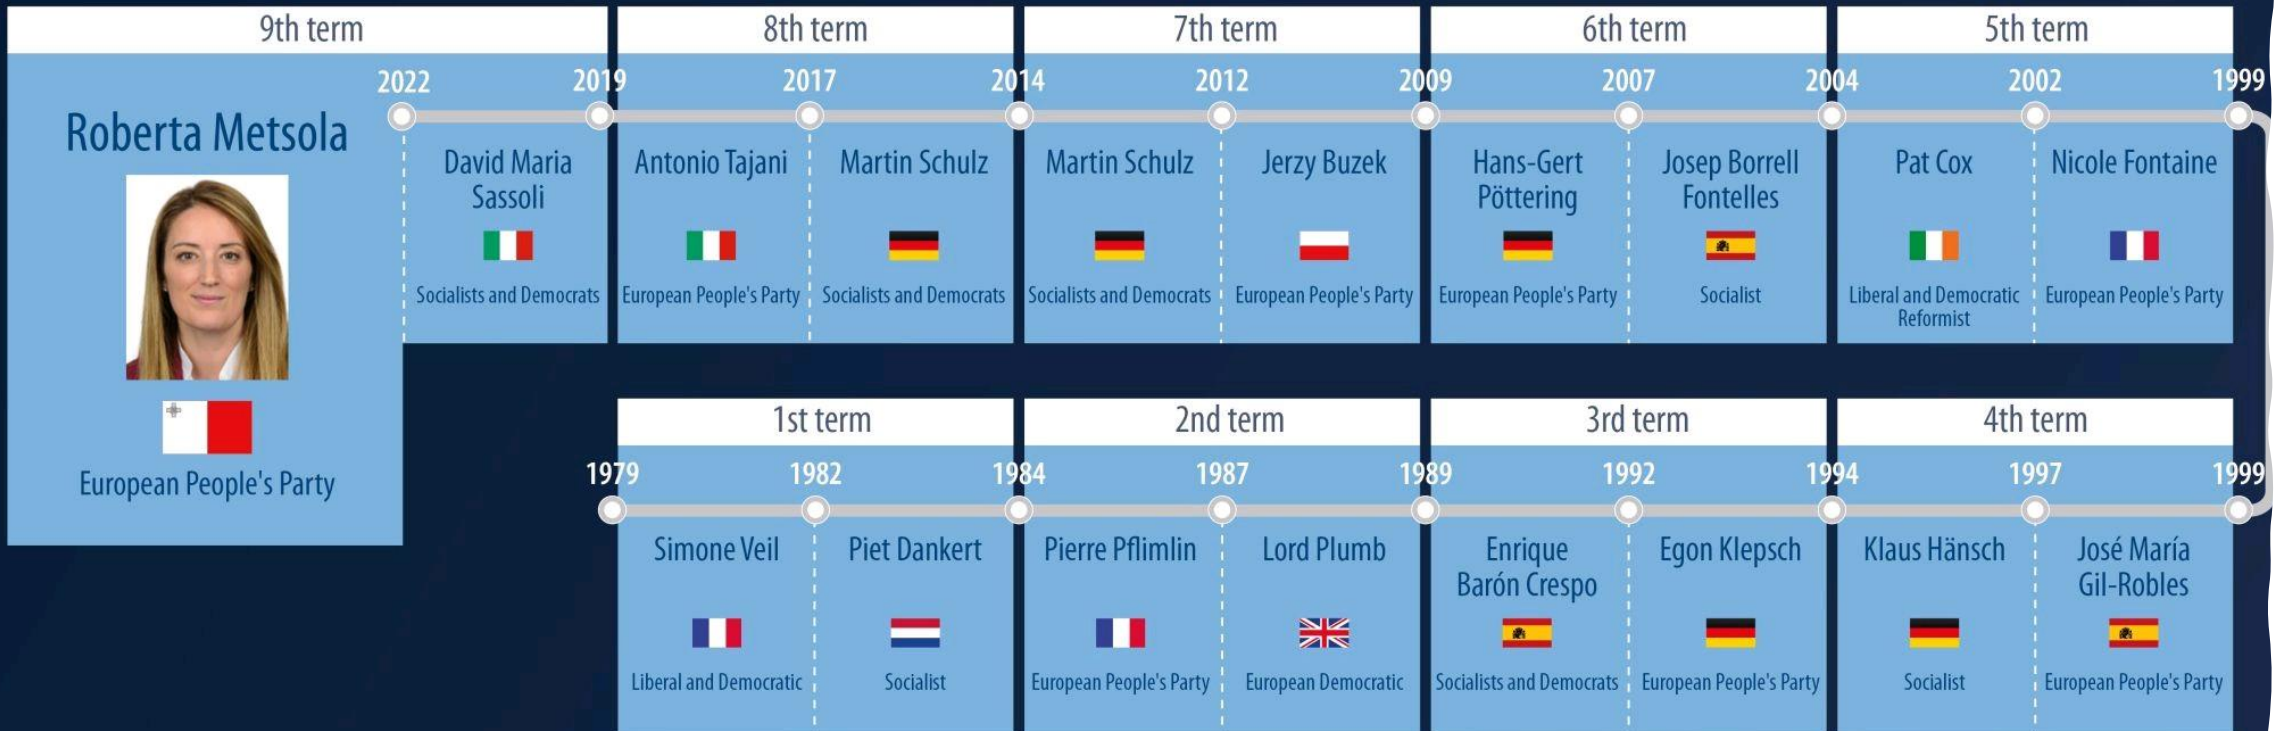 9th term
8th term
7th term
6th term
5th term
2022
2019
2017
2014
2012
2009
2007
2004
2002
1999
Roberta Metsola
European People's Party
David Maria
Sassoli
Socialists and Democrats
Antonio Tajani
European People's Party
Martin Schulz
Socialists and Democrats
Martin Schulz
Socialists and Democrats
Jerzy Buzek
European People's Party
Hans-Gert
Pöttering
European People's Party
Josep Borrell
Fontelles
Socialist
Pat Cox
Liberal and Democratic
Reformist
Nicole Fontaine
European People's Party
1st term
2nd term
3rd term
4th term
1979
1982
1984
1987
1989
1992
1994
1997
1999
Simone Veil
Liberal and Democratic
Piet Dankert
Socialist
Pierre Pflimlin
European People's Party
Lord Plumb
European Democratic
Enrique
Barón Crespo
Socialists and Democrats
Egon Klepsch
European People's Party
Klaus Hänsch
Socialist
José María
Gil-Robles
European People's Party